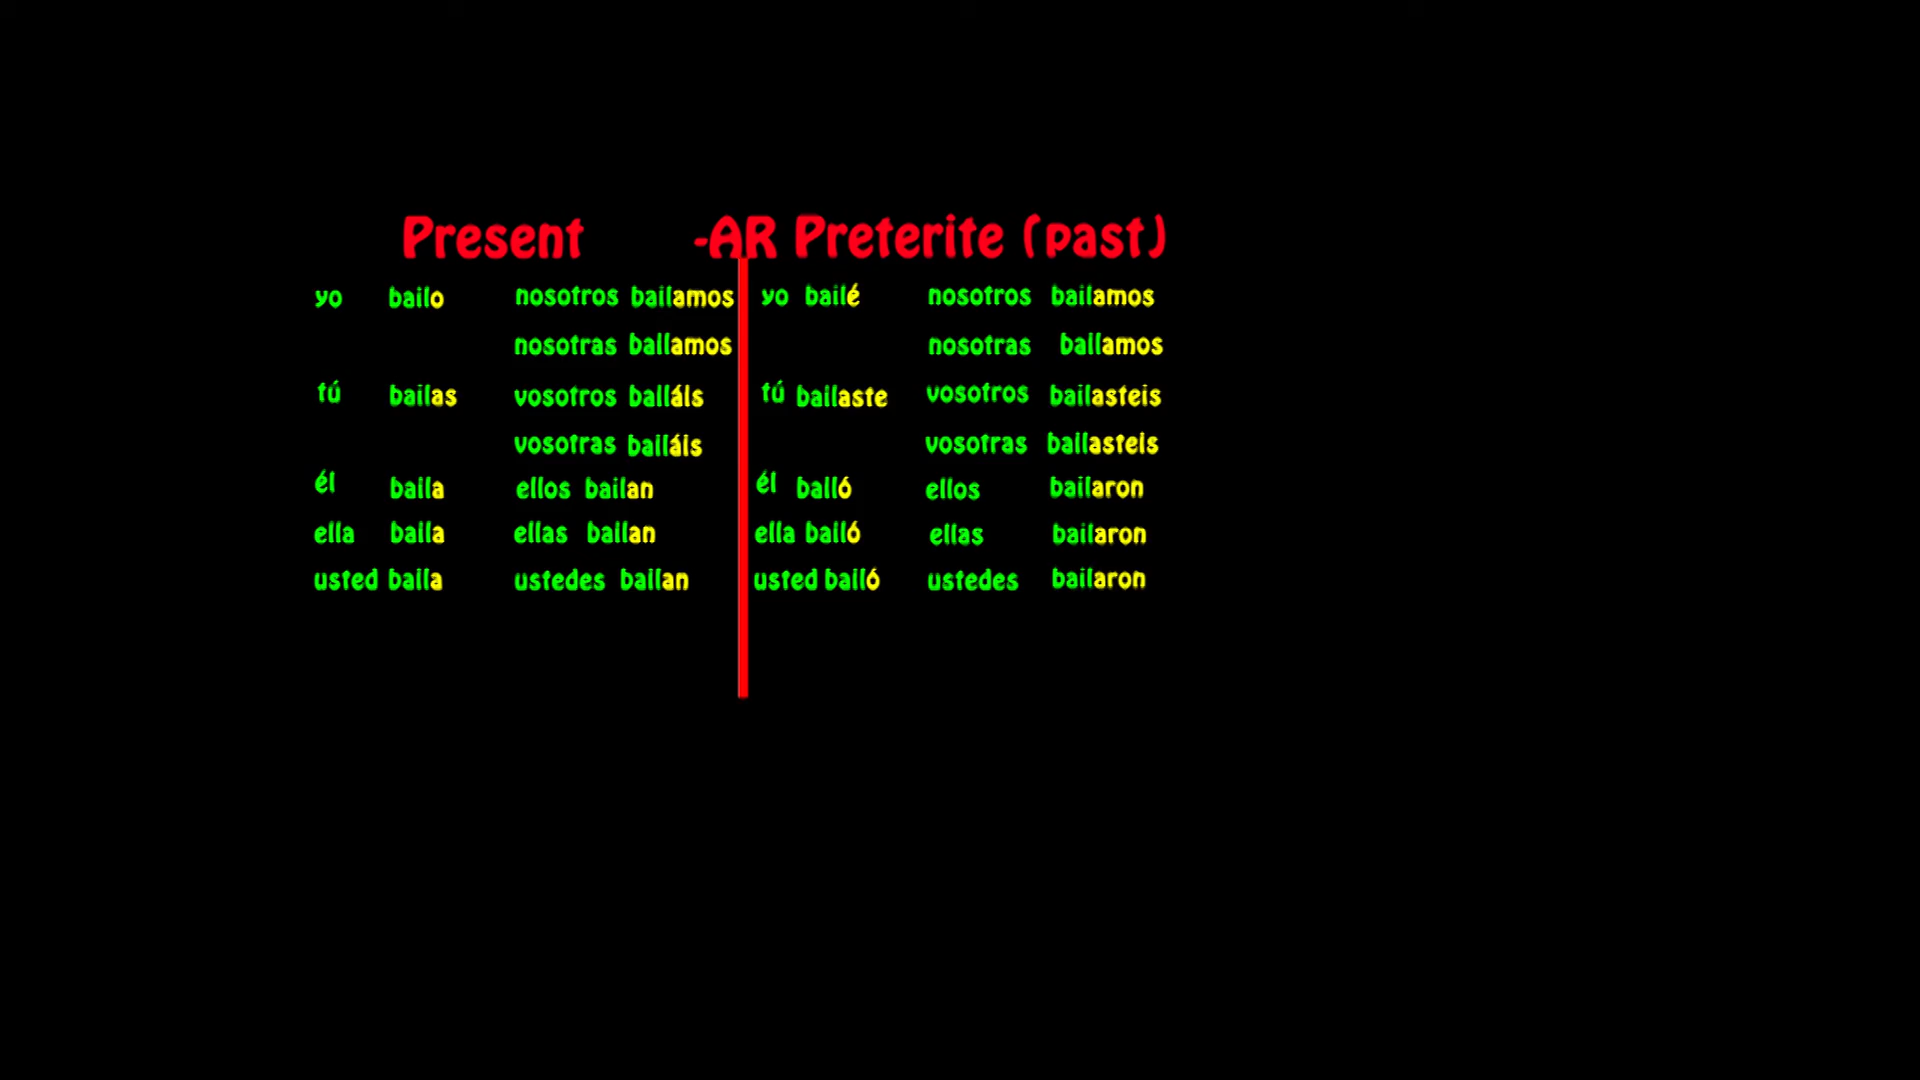 Present -AR Preterite (past)
yo bailo nosotros bailamos yo bailé nosotros bailamos
nosotras bailamos nosotras bailamos
tú bailas vosotros bailáis tú bailaste vosotros bailasteis
vosotras bailáis vosotras bailasteis
él baila ellos bailan él bailó ellos bailaron
ella baila ellas bailan ella bailó ellas bailaron
usted baila ustedes bailan usted bailó ustedes bailaron